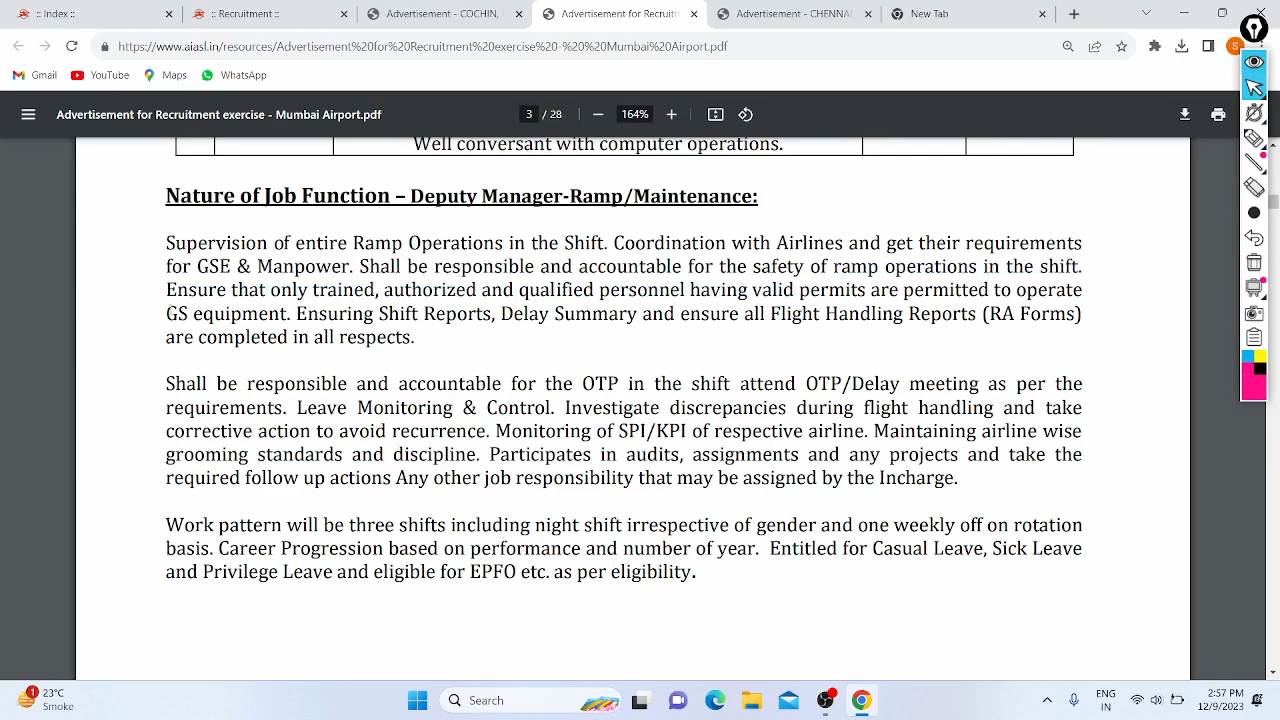 :: Index ::
:: Recruitment ::
Advertisement - COCHIN,
Advertisement for Recruitm
Advertisement - CHENNAI
New Tab
https://www.aiasl.in/resources/Advertisement%20for%20Recruitment%20exercise%20-%20%20Mumbai%20Airport.pdf
S
Gmail
YouTube
Maps
WhatsApp
Advertisement for Recruitment exercise - Mumbai Airport.pdf
3 / 28
164%
Well conversant with computer operations.
Nature of Job Function – Deputy Manager-Ramp/Maintenance:
Supervision of entire Ramp Operations in the Shift. Coordination with Airlines and get their requirements
for GSE & Manpower. Shall be responsible and accountable for the safety of ramp operations in the shift.
Ensure that only trained, authorized and qualified personnel having valid permits are permitted to operate
GS equipment. Ensuring Shift Reports, Delay Summary and ensure all Flight Handling Reports (RA Forms)
are completed in all respects.
Shall be responsible and accountable for the OTP in the shift attend OTP/Delay meeting as per the
requirements. Leave Monitoring & Control. Investigate discrepancies during flight handling and take
corrective action to avoid recurrence. Monitoring of SPI/KPI of respective airline. Maintaining airline wise
grooming standards and discipline. Participates in audits, assignments and any projects and take the
required follow up actions Any other job responsibility that may be assigned by the Incharge.
Work pattern will be three shifts including night shift irrespective of gender and one weekly off on rotation
basis. Career Progression based on performance and number of year. Entitled for Casual Leave, Sick Leave
and Privilege Leave and eligible for EPFO etc. as per eligibility.
1
23°C
Smoke
Search
ENG
IN
2:57 PM
12/9/2023